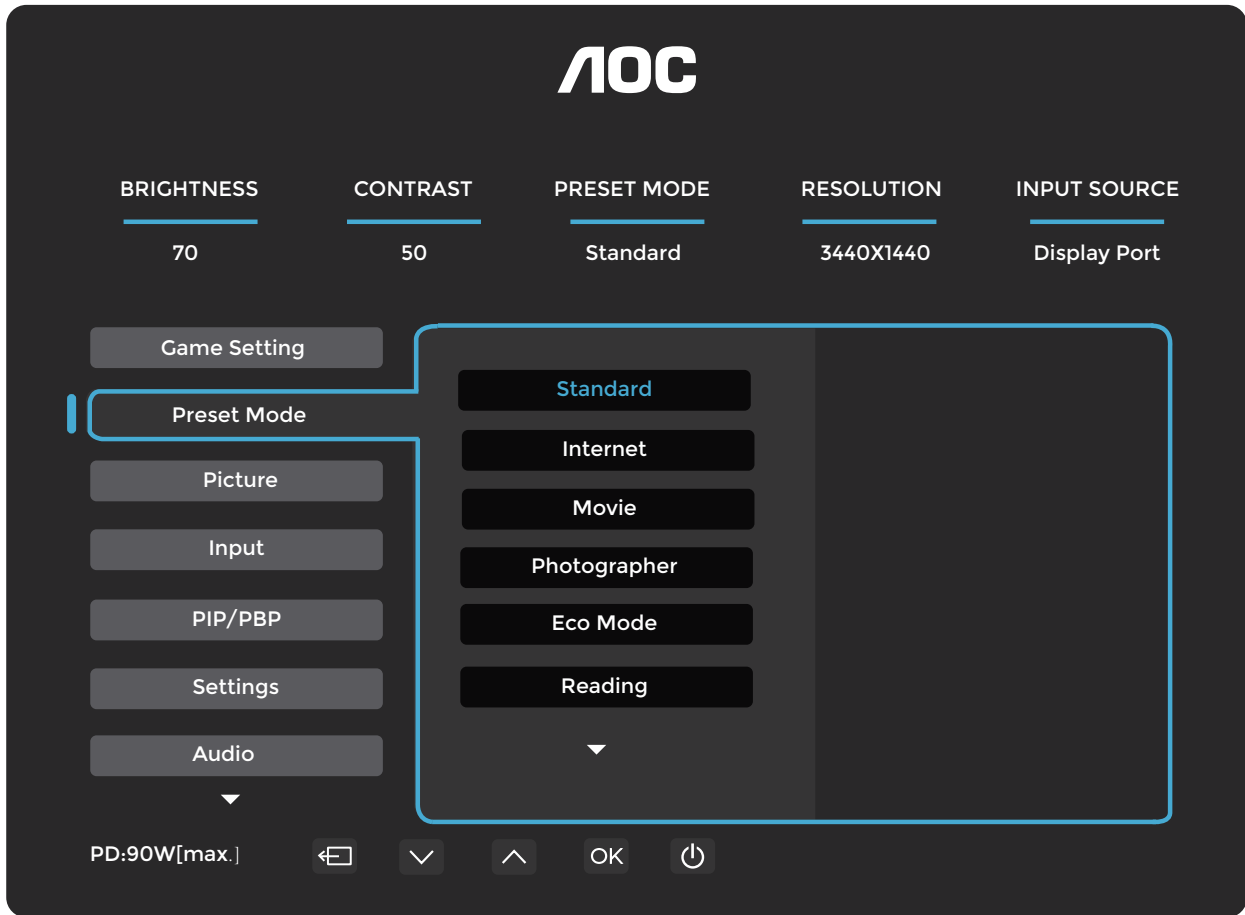 AOC
BRIGHTNESS CONTRAST PRESET MODE RESOLUTION INPUT SOURCE
70 50 Standard 3440X1440 Display Port
Game Setting
Preset Mode
Picture
Input
PIP/PBP
Settings
Audio
Standard
Internet
Movie
Photographer
Eco Mode
Reading
PD:90W[max.] OK